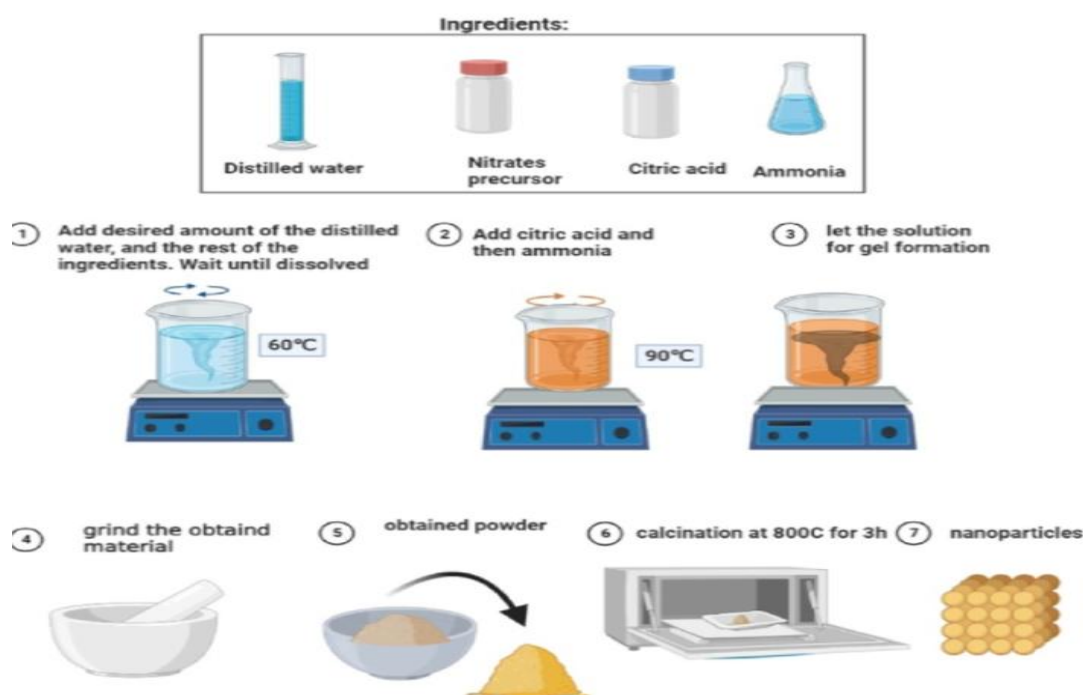 Ingredients:
Distilled water
Nitrates
precursor
Citric acid
Ammonia
1
Add desired amount of the distilled
water, and the rest of the
ingredients. Wait until dissolved
60°C
2
Add citric acid and
then ammonia
90°C
3
let the solution
for gel formation
4
grind the obtaind
material
5
obtained powder
6
calcination at 800C for 3h
7
nanoparticles